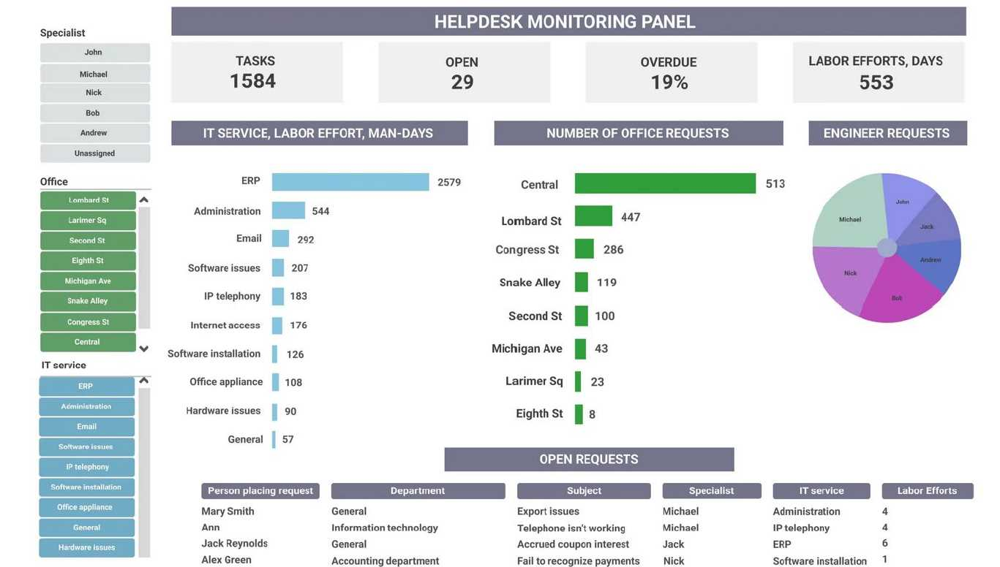 HELPDESK MONITORING PANEL
Specialist
John
Michael
Nick
Bob
Andrew
Unassigned
Office
Lombard St
Larimer Sq
Second St
Eighth St
Michigan Ave
Snake Alley
Congress St
Central
IT service
ERP
Administration
Email
Software issues
IP telephony
Software installation
Office appliance
General
Hardware issues
TASKS
1584
OPEN
29
OVERDUE
19%
LABOR EFFORTS, DAYS
553
IT SERVICE, LABOR EFFORT, MAN-DAYS
ERP 2579
Administration 544
Email 292
Software issues 207
IP telephony 183
Internet access 176
Software installation 126
Office appliance 108
Hardware issues 90
General 57
NUMBER OF OFFICE REQUESTS
Central 513
Lombard St 447
Congress St 286
Snake Alley 119
Second St 100
Michigan Ave 43
Larimer Sq 23
Eighth St 8
ENGINEER REQUESTS
John
Michael
Jack
Andrew
Nick
Bob
OPEN REQUESTS
Person placing request Department Subject Specialist IT service Labor Efforts
Mary Smith General Export issues Michael Administration 4
Ann Information technology Telephone isn't working Michael IP telephony 4
Jack Reynolds General Accrued coupon interest Jack ERP 6
Alex Green Accounting department Fail to recognize payments Nick Software installation 1